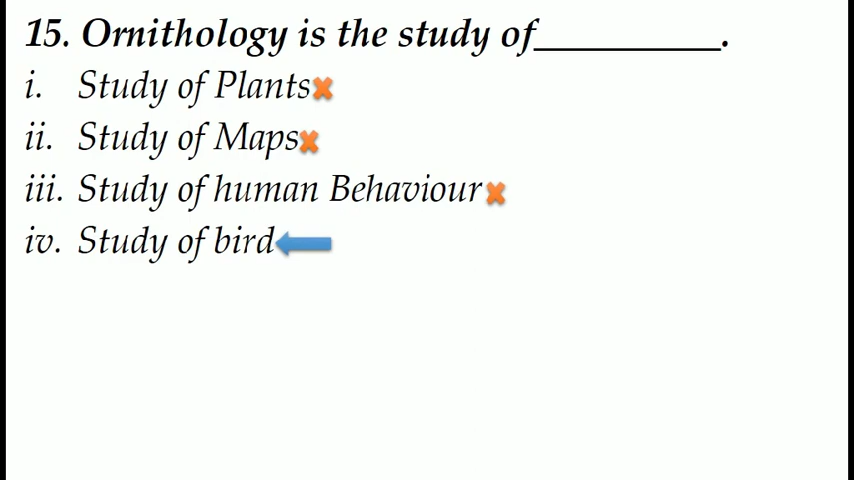 15. Ornithology is the study of__________.
i. Study of Plants
ii. Study of Maps
iii. Study of human Behaviour
iv. Study of bird